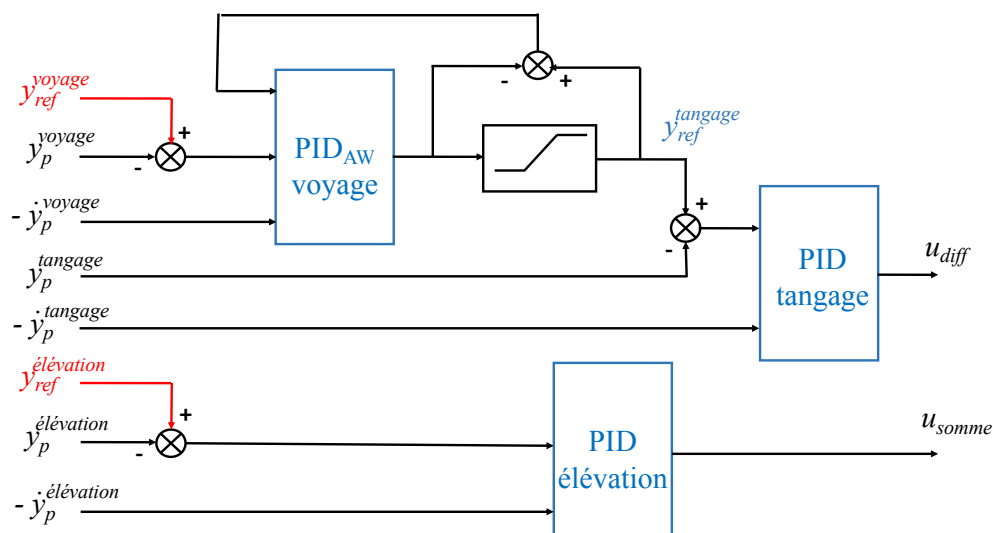 y_ref^voyage
+
y_p^voyage
-
PID_AW
voyage
-
+
y_ref^tangage
- ẏ_p^voyage
+
-
y_p^tangage
PID
tangage
u_diff
- ẏ_p^tangage
y_ref^élévation
+
y_p^élévation
-
PID
élévation
u_somme
- ẏ_p^élévation